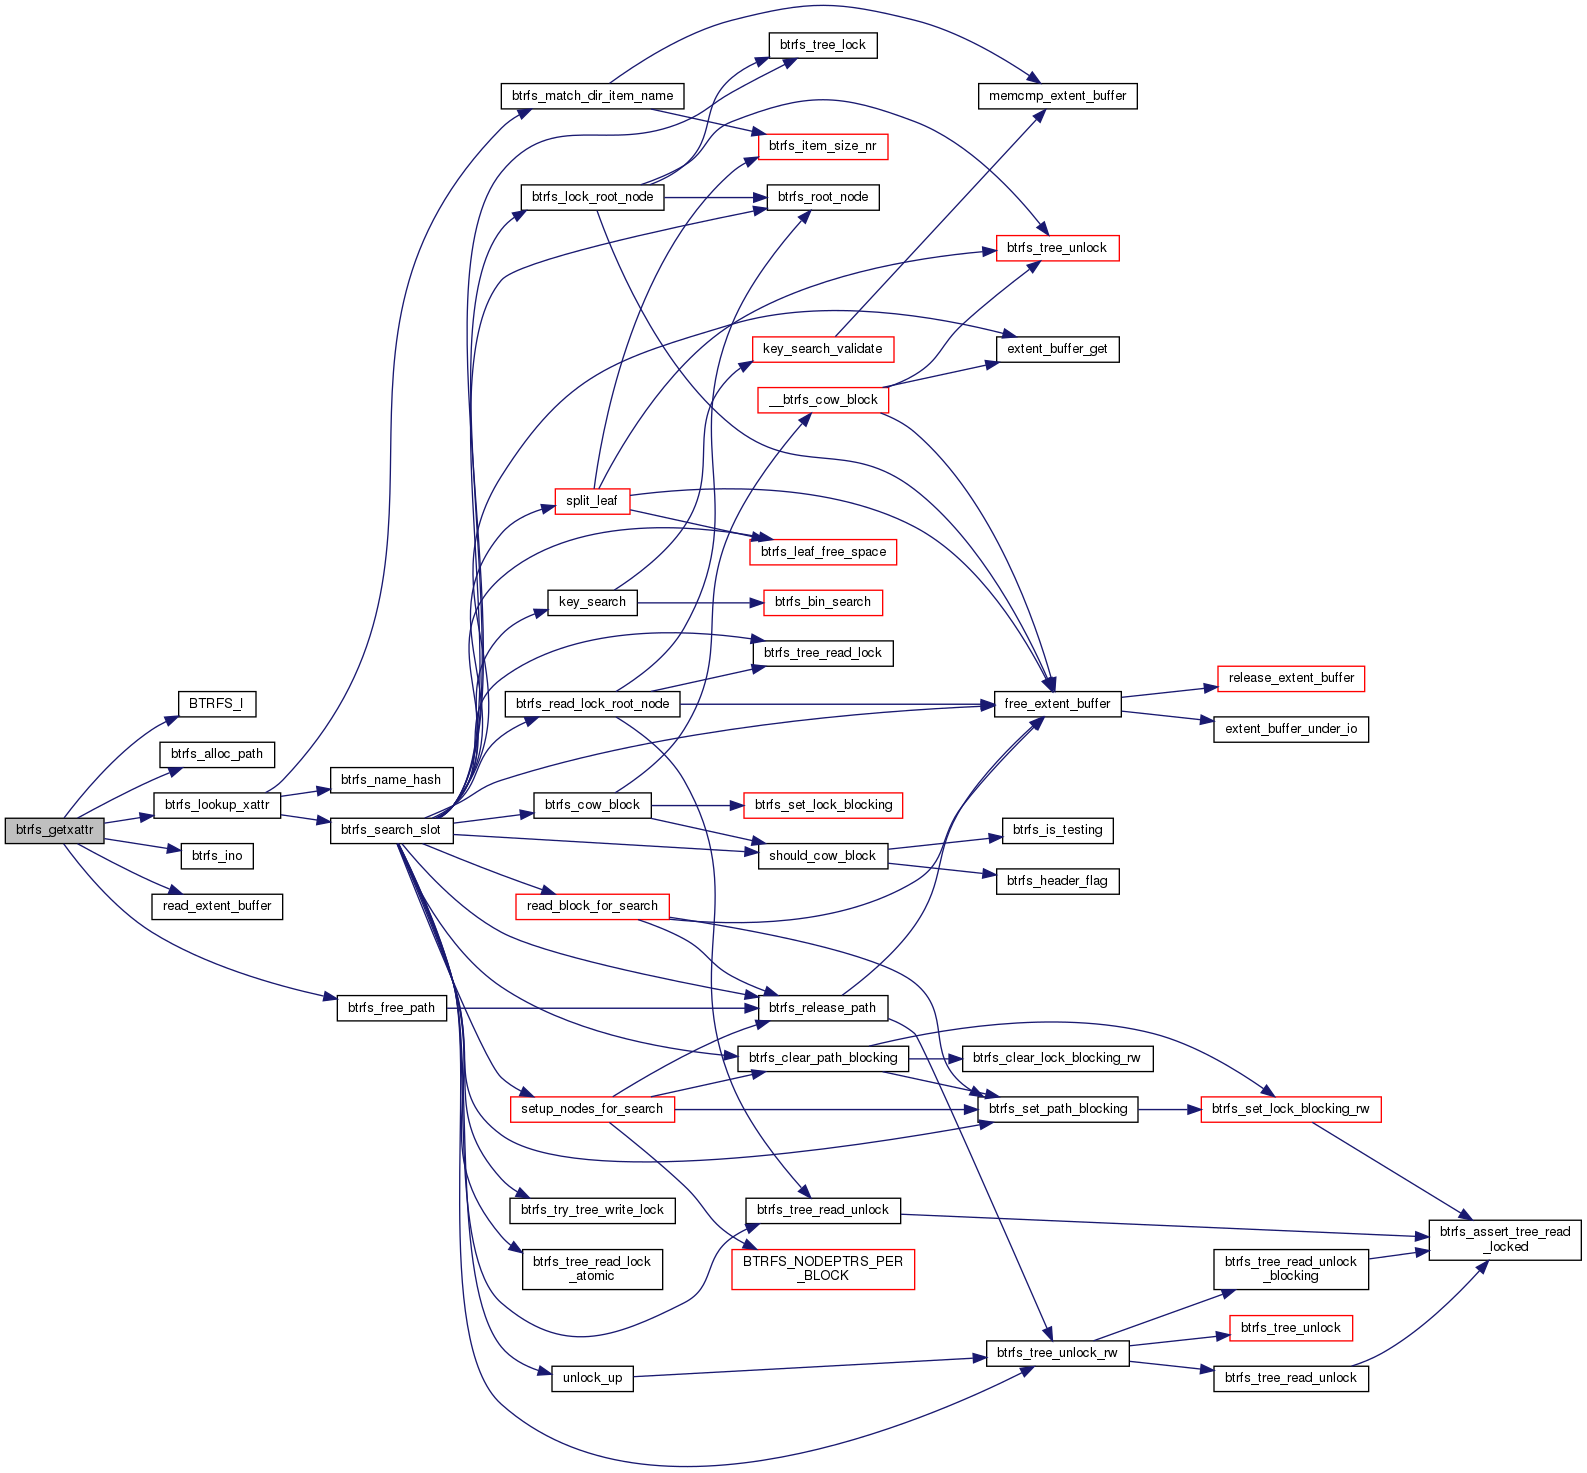 btrfs_tree_lock
btrfs_match_dir_item_name
memcmp_extent_buffer
btrfs_item_size_nr
btrfs_lock_root_node
btrfs_root_node
btrfs_tree_unlock
key_search_validate
extent_buffer_get
__btrfs_cow_block
split_leaf
btrfs_leaf_free_space
key_search
btrfs_bin_search
btrfs_tree_read_lock
release_extent_buffer
BTRFS_I
btrfs_read_lock_root_node
free_extent_buffer
extent_buffer_under_io
btrfs_alloc_path
btrfs_name_hash
btrfs_lookup_xattr
btrfs_cow_block
btrfs_set_lock_blocking
btrfs_getxattr
btrfs_search_slot
btrfs_is_testing
btrfs_ino
should_cow_block
btrfs_header_flag
read_extent_buffer
read_block_for_search
btrfs_free_path
btrfs_release_path
btrfs_clear_path_blocking
btrfs_clear_lock_blocking_rw
setup_nodes_for_search
btrfs_set_path_blocking
btrfs_set_lock_blocking_rw
btrfs_try_tree_write_lock
btrfs_tree_read_unlock
btrfs_assert_tree_read
_locked
btrfs_tree_read_lock
_atomic
BTRFS_NODEPTRS_PER
_BLOCK
btrfs_tree_read_unlock
_blocking
btrfs_tree_unlock
btrfs_tree_unlock_rw
unlock_up
btrfs_tree_read_unlock